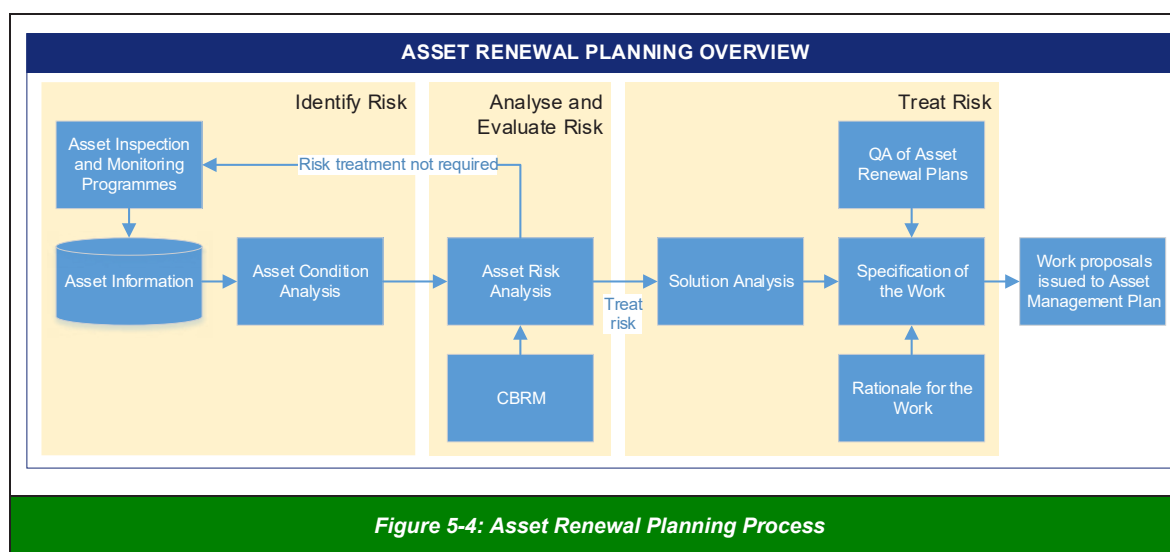 ASSET RENEWAL PLANNING OVERVIEW
Identify Risk
Analyse and
Evaluate Risk
Treat Risk
Asset Inspection
and Monitoring
Programmes
Risk treatment not required
QA of Asset
Renewal Plans
Asset Information
Asset Condition
Analysis
Asset Risk
Analysis
Treat
risk
Solution Analysis
Specification of
the Work
Work proposals
issued to Asset
Management Plan
CBRM
Rationale for the
Work
Figure 5-4: Asset Renewal Planning Process